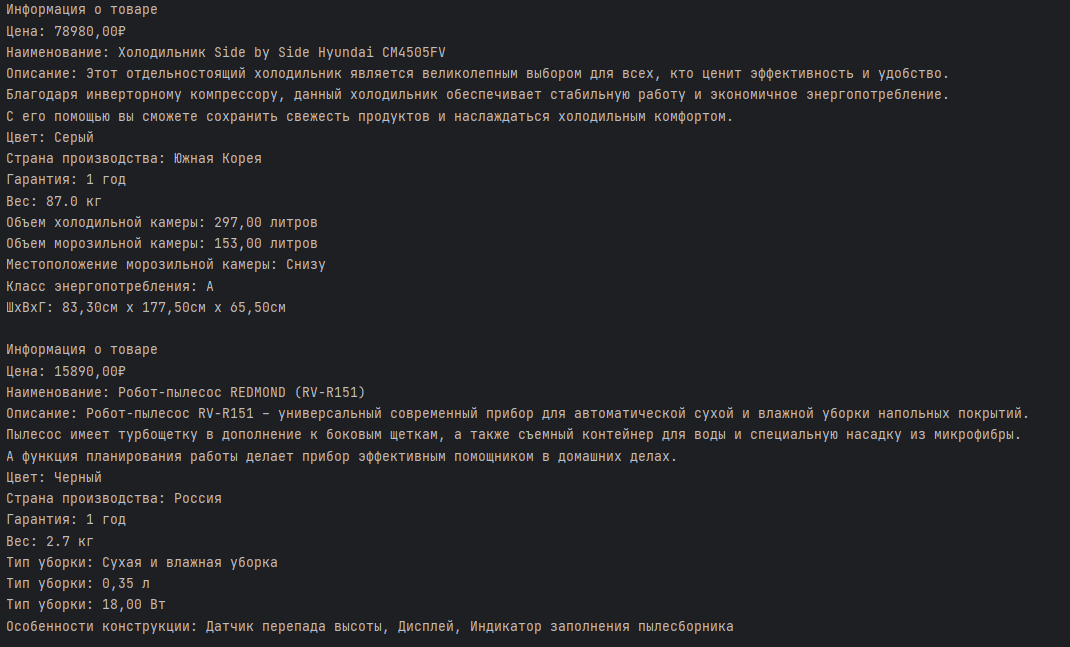 Информация о товаре
Цена: 78980,00₽
Наименование: Холодильник Side by Side Hyundai CM4505FV
Описание: Этот отдельностоящий холодильник является великолепным выбором для всех, кто ценит эффективность и удобство.
Благодаря инверторному компрессору, данный холодильник обеспечивает стабильную работу и экономичное энергопотребление.
С его помощью вы сможете сохранить свежесть продуктов и наслаждаться холодильным комфортом.
Цвет: Серый
Страна производства: Южная Корея
Гарантия: 1 год
Вес: 87.0 кг
Объем холодильной камеры: 297,00 литров
Объем морозильной камеры: 153,00 литров
Местоположение морозильной камеры: Снизу
Класс энергопотребления: A
ШхВхГ: 83,30см х 177,50см х 65,50см
Информация о товаре
Цена: 15890,00₽
Наименование: Робот-пылесос REDMOND (RV-R151)
Описание: Робот-пылесос RV-R151 – универсальный современный прибор для автоматической сухой и влажной уборки напольных покрытий.
Пылесос имеет турбощетку в дополнение к боковым щеткам, а также съемный контейнер для воды и специальную насадку из микрофибры.
А функция планирования работы делает прибор эффективным помощником в домашних делах.
Цвет: Черный
Страна производства: Россия
Гарантия: 1 год
Вес: 2.7 кг
Тип уборки: Сухая и влажная уборка
Тип уборки: 0,35 л
Тип уборки: 18,00 Вт
Особенности конструкции: Датчик перепада высоты, Дисплей, Индикатор заполнения пылесборника